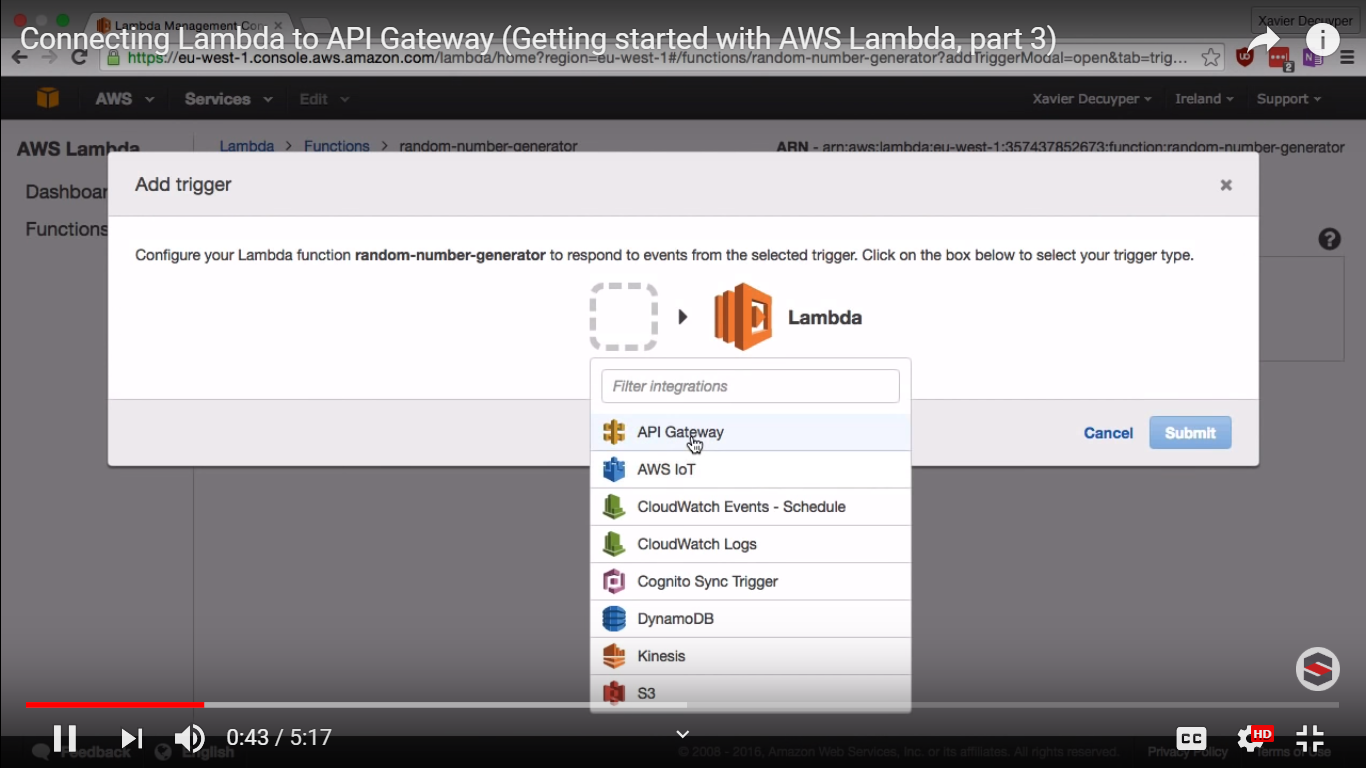 Lambda Management Con
Xavier Decuyper
Connecting Lambda to API Gateway (Getting started with AWS Lambda, part 3)
https://eu-west-1.console.aws.amazon.com/lambda/home?region=eu-west-1#/functions/random-number-generator?addTriggerModal=open&tab=trig...
2
AWS Services Edit Xavier Decuyper Ireland Support
AWS Lambda
Lambda > Functions > random-number-generator
ARN - arn:aws:lambda:eu-west-1:357437852673:function:random-number-generator
Dashboar
Functions
Add trigger
Configure your Lambda function random-number-generator to respond to events from the selected trigger. Click on the box below to select your trigger type.
Lambda
Filter integrations
API Gateway
AWS IoT
CloudWatch Events - Schedule
CloudWatch Logs
Cognito Sync Trigger
DynamoDB
Kinesis
S3
Cancel Submit
0:43 / 5:17
CC HD
Feedback English
© 2008 - 2016, Amazon Web Services, Inc. or its affiliates. All rights reserved. Privacy Policy Terms of Use